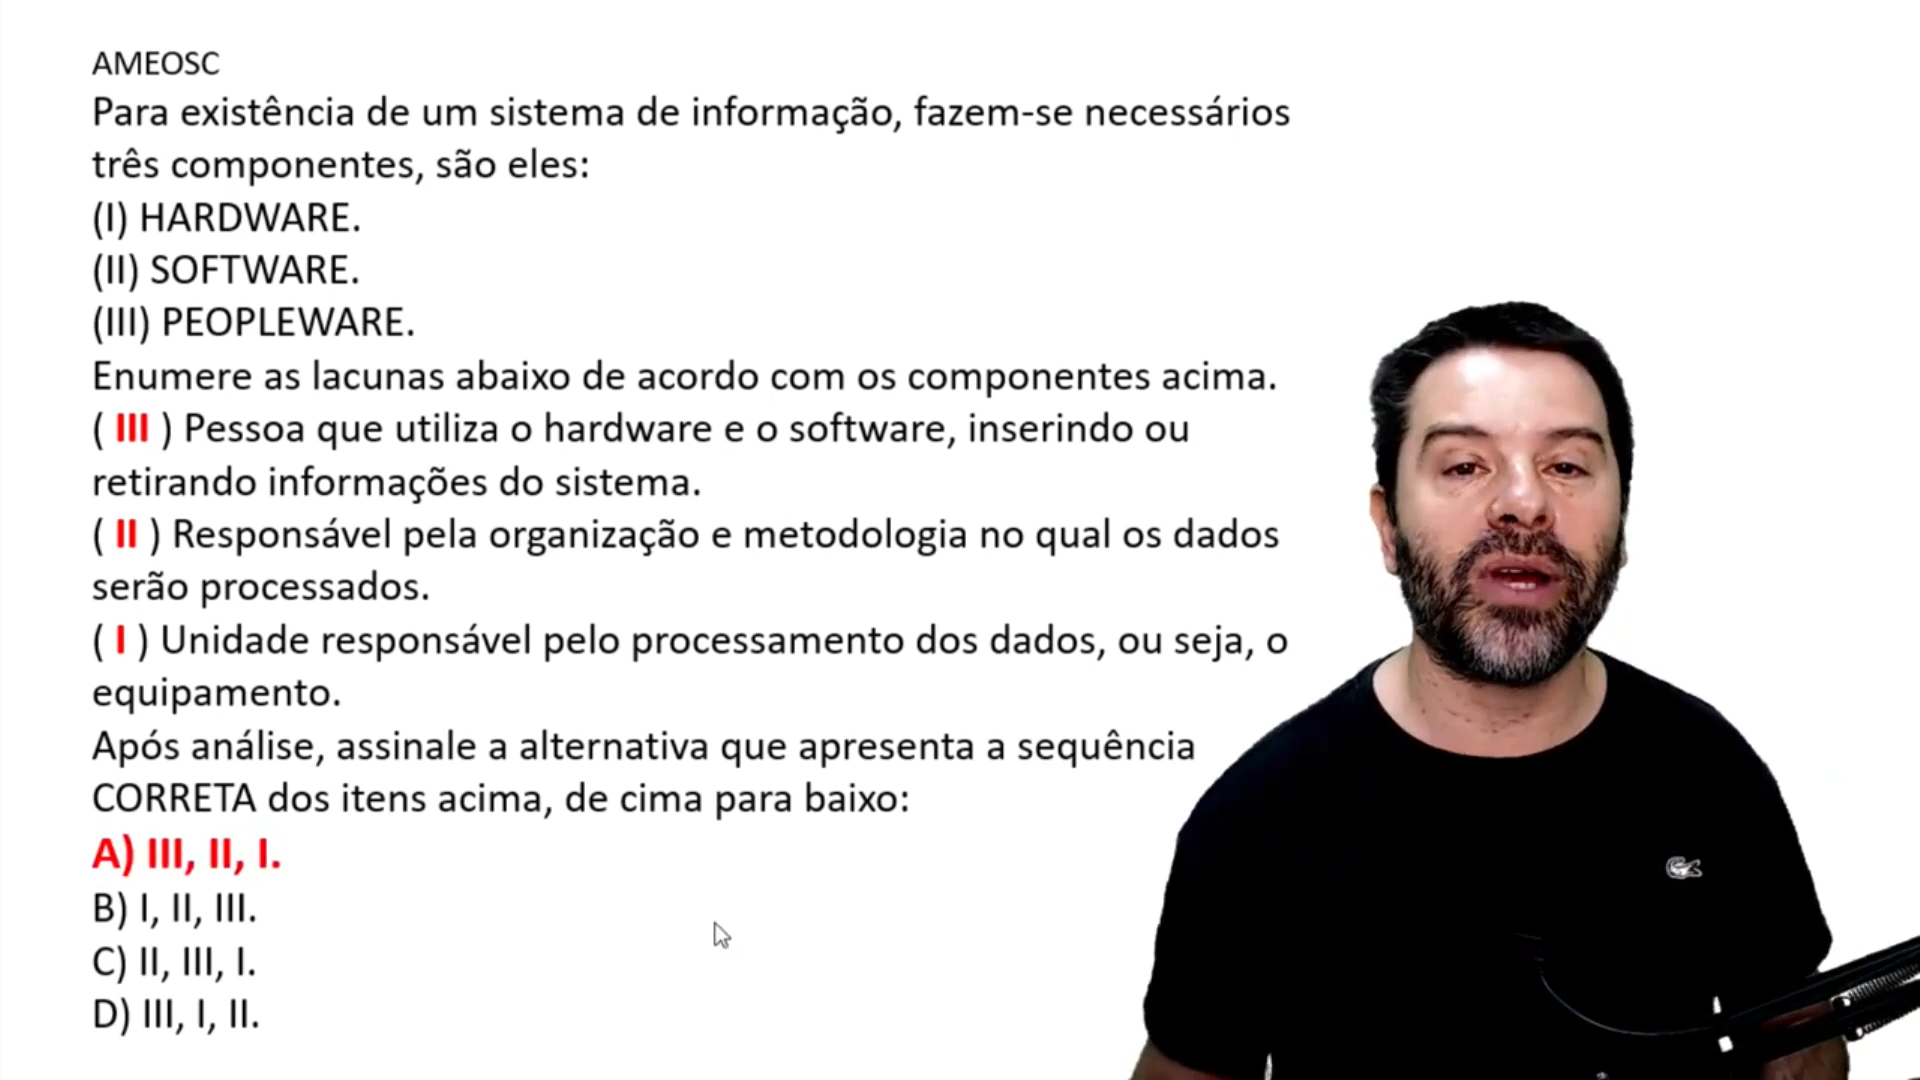 AMEOSC
Para existência de um sistema de informação, fazem-se necessários
três componentes, são eles:
(I) HARDWARE.
(II) SOFTWARE.
(III) PEOPLEWARE.
Enumere as lacunas abaixo de acordo com os componentes acima.
( III ) Pessoa que utiliza o hardware e o software, inserindo ou
retirando informações do sistema.
( II ) Responsável pela organização e metodologia no qual os dados
serão processados.
( I ) Unidade responsável pelo processamento dos dados, ou seja, o
equipamento.
Após análise, assinale a alternativa que apresenta a sequência
CORRETA dos itens acima, de cima para baixo:
A) III, II, I.
B) I, II, III.
C) II, III, I.
D) III, I, II.